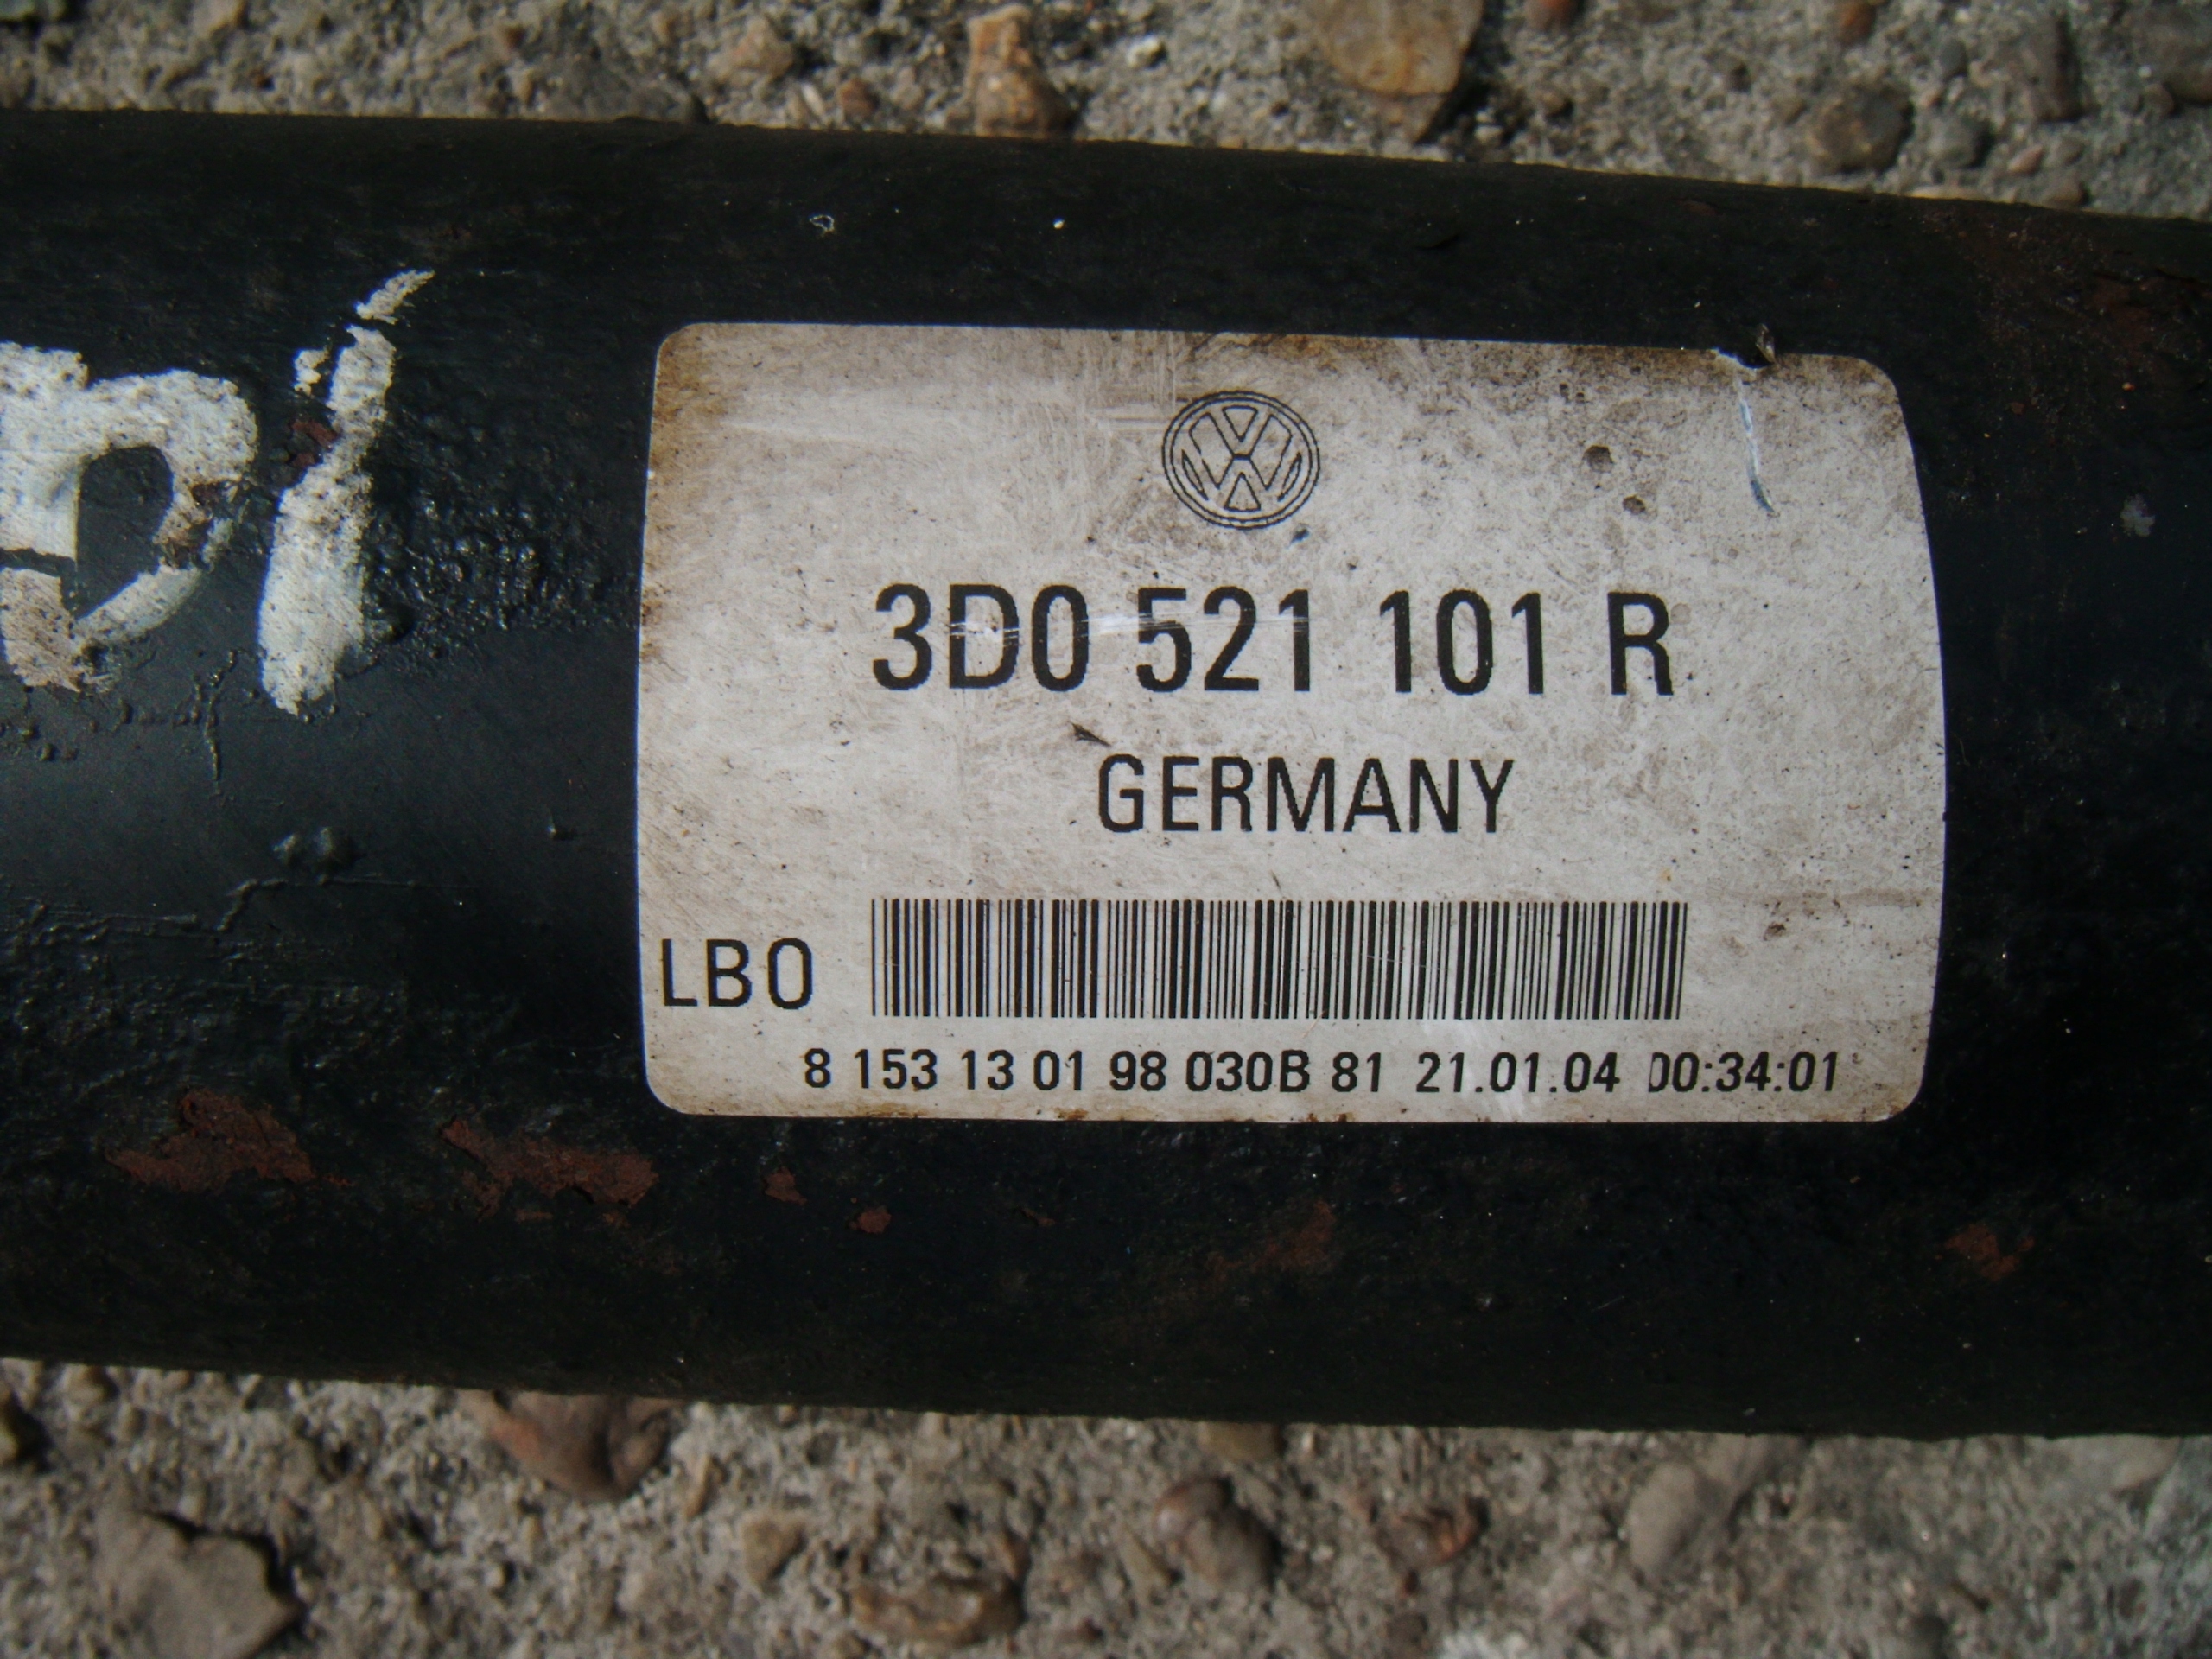 3D0 521 101 R
GERMANY
LBO
8 153 13 01 98 030B 81 21.01.04 00:34:01